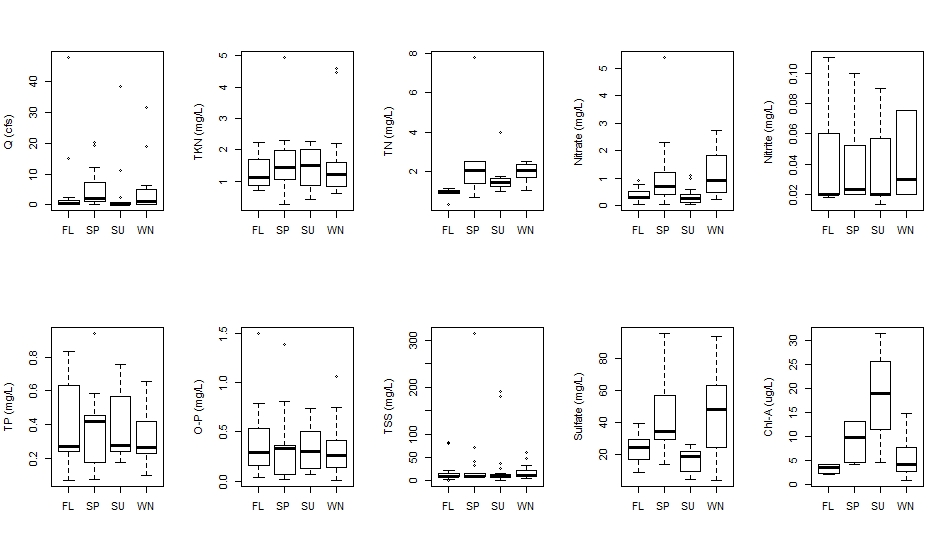 Q (cfs)
0 10 20 30 40
FL SP SU WN
TKN (mg/L)
1 2 3 4 5
FL SP SU WN
TN (mg/L)
2 4 6 8
FL SP SU WN
Nitrate (mg/L)
0 1 2 3 4 5
FL SP SU WN
Nitrite (mg/L)
0.02 0.04 0.06 0.08 0.10
FL SP SU WN
TP (mg/L)
0.2 0.4 0.6 0.8
FL SP SU WN
O-P (mg/L)
0.0 0.5 1.0 1.5
FL SP SU WN
TSS (mg/L)
0 50 100 200 300
FL SP SU WN
Sulfate (mg/L)
20 40 60 80
FL SP SU WN
Chl-A (ug/L)
0 5 10 15 20 25 30
FL SP SU WN